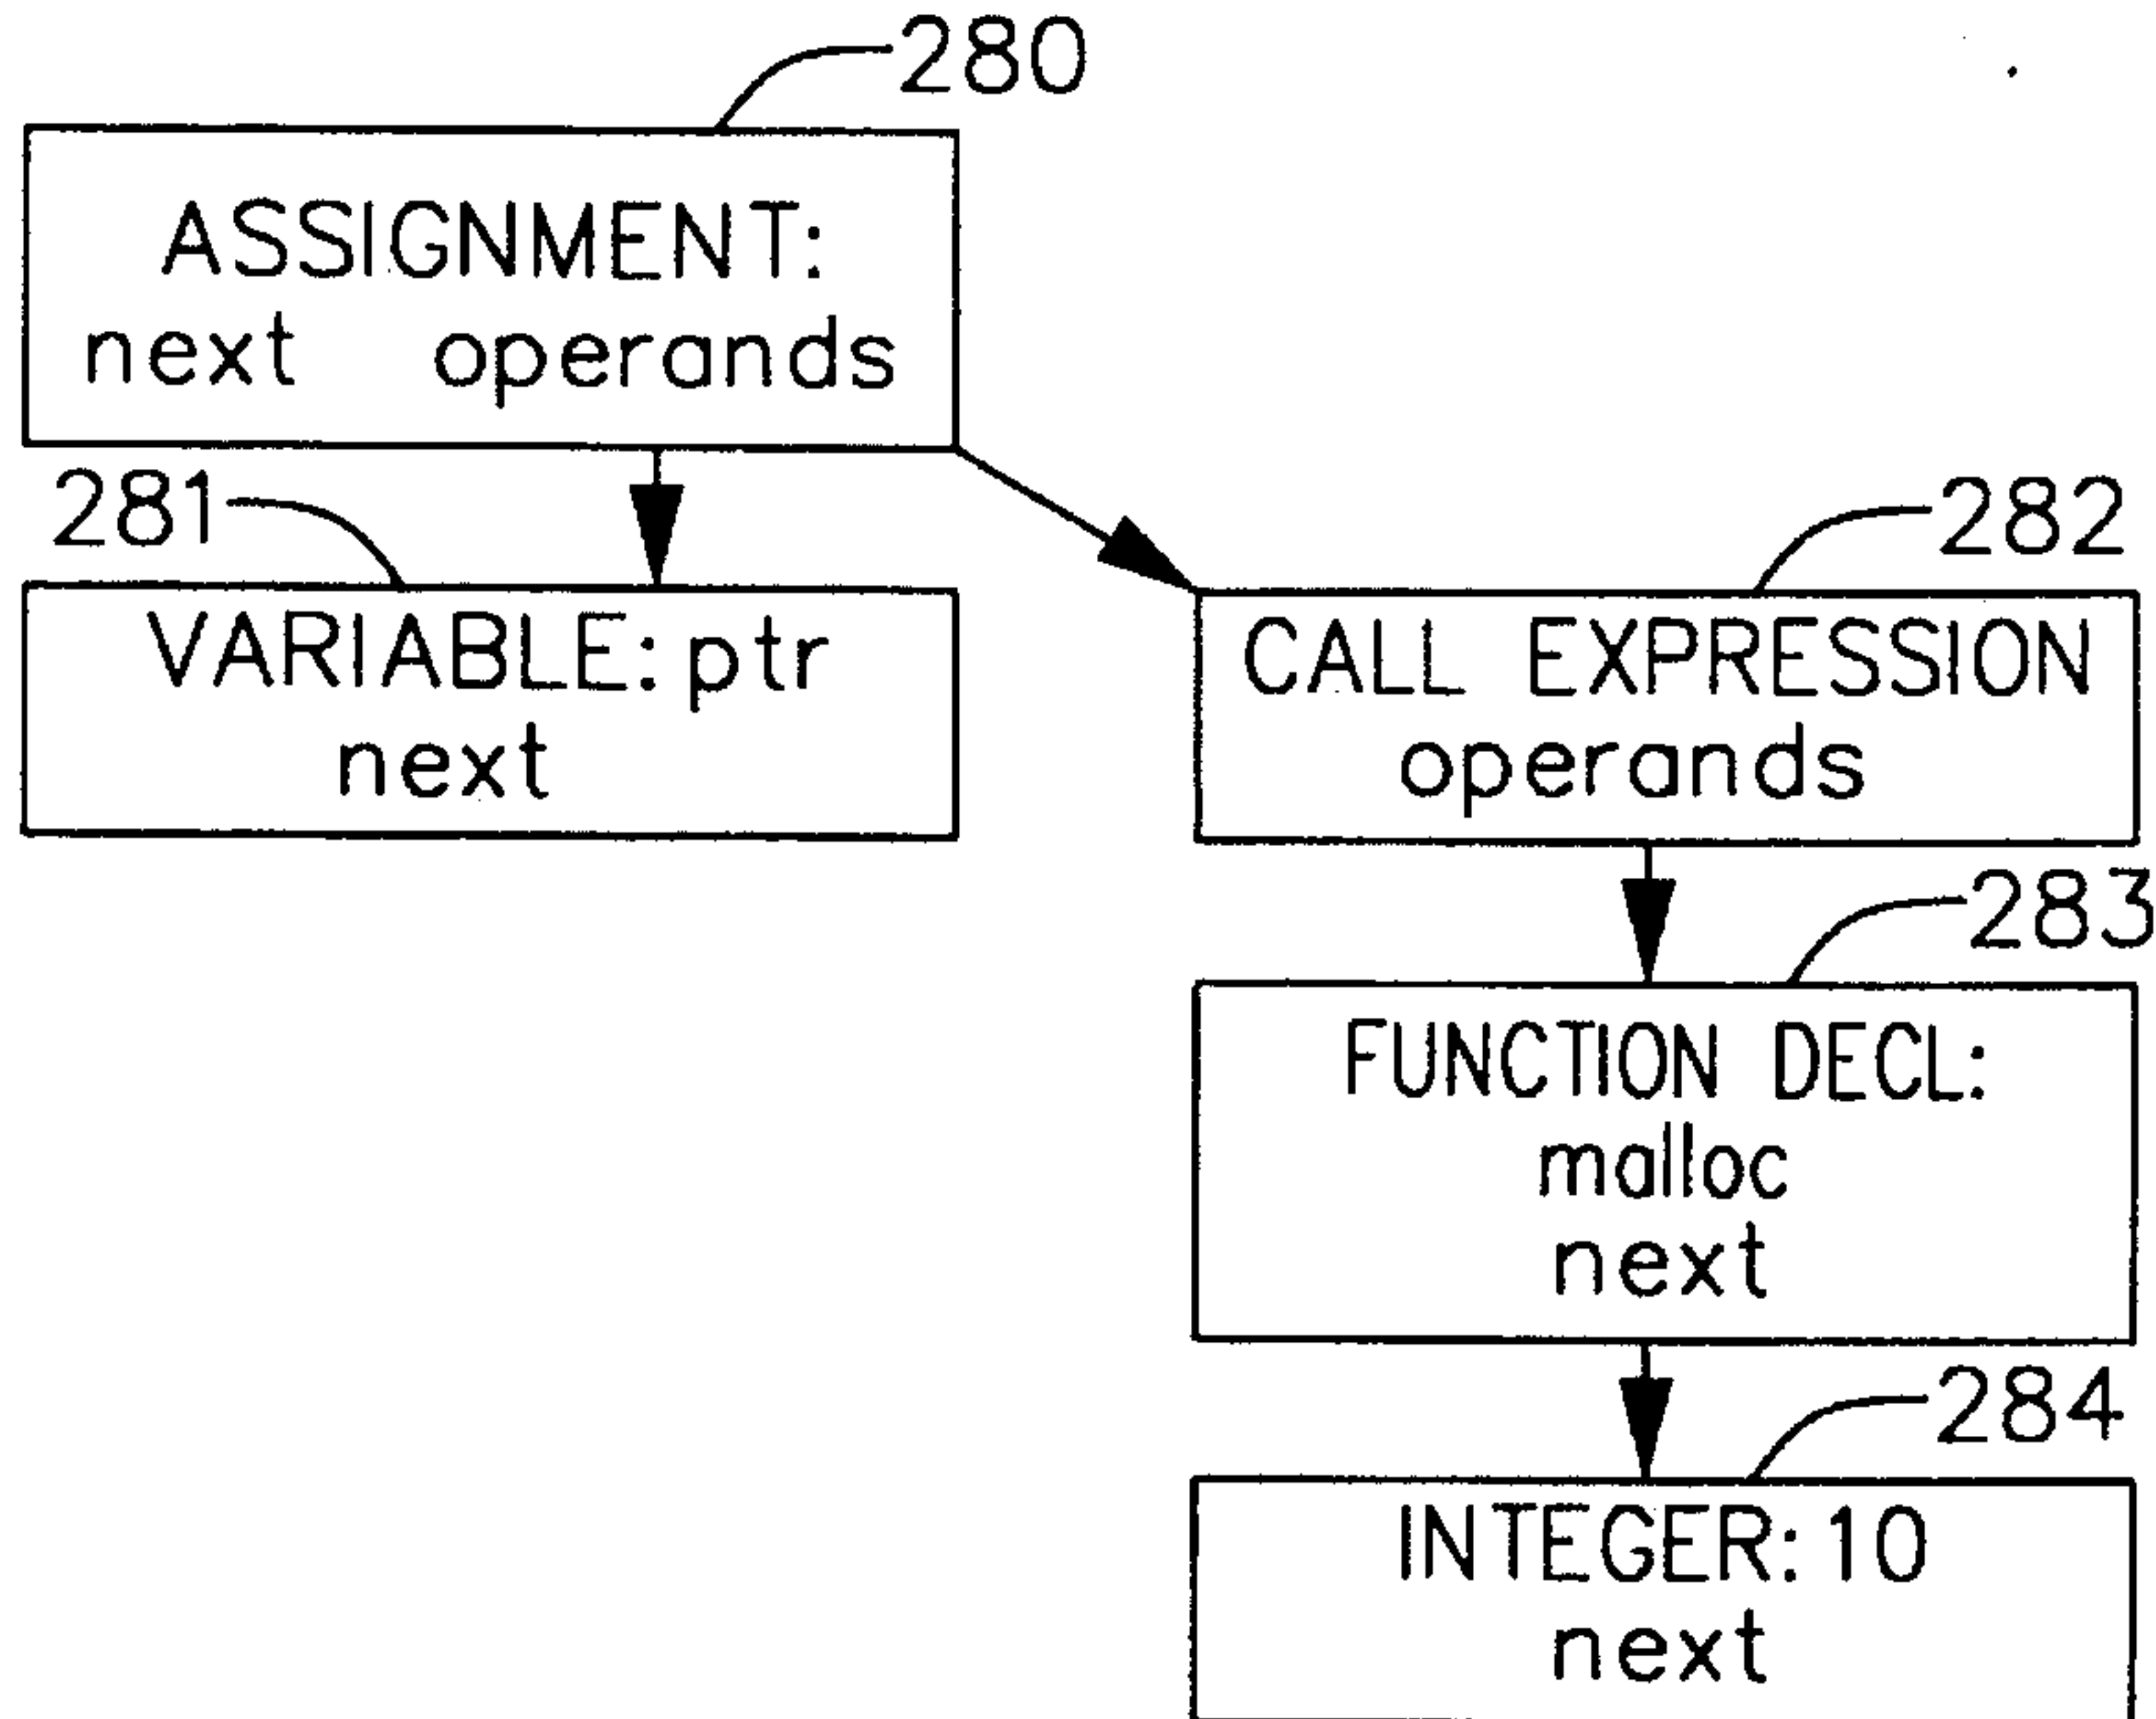 280
ASSIGNMENT:
next operands
281
VARIABLE: ptr
next
282
CALL EXPRESSION
operands
283
FUNCTION DECL:
malloc
next
284
INTEGER: 10
next